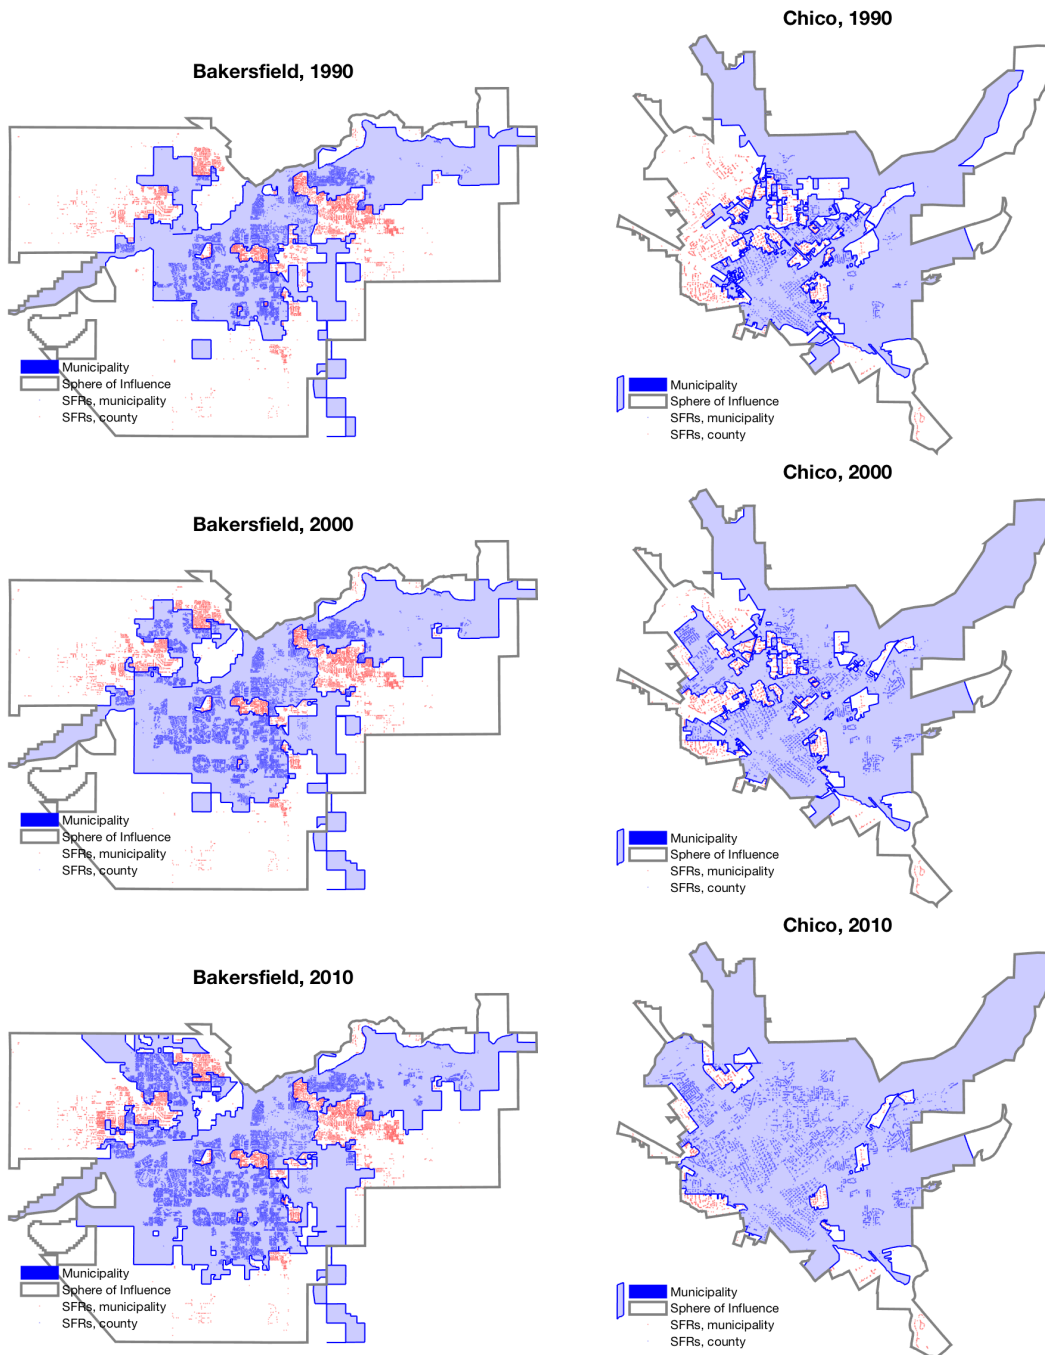 Chico, 1990
Bakersfield, 1990
Municipality
Sphere of Influence
SFRs, municipality
SFRs, county
Municipality
Sphere of Influence
SFRs, municipality
SFRs, county
Chico, 2000
Bakersfield, 2000
Municipality
Sphere of Influence
SFRs, municipality
SFRs, county
Municipality
Sphere of Influence
SFRs, municipality
SFRs, county
Chico, 2010
Bakersfield, 2010
Municipality
Sphere of Influence
SFRs, municipality
SFRs, county
Municipality
Sphere of Influence
SFRs, municipality
SFRs, county